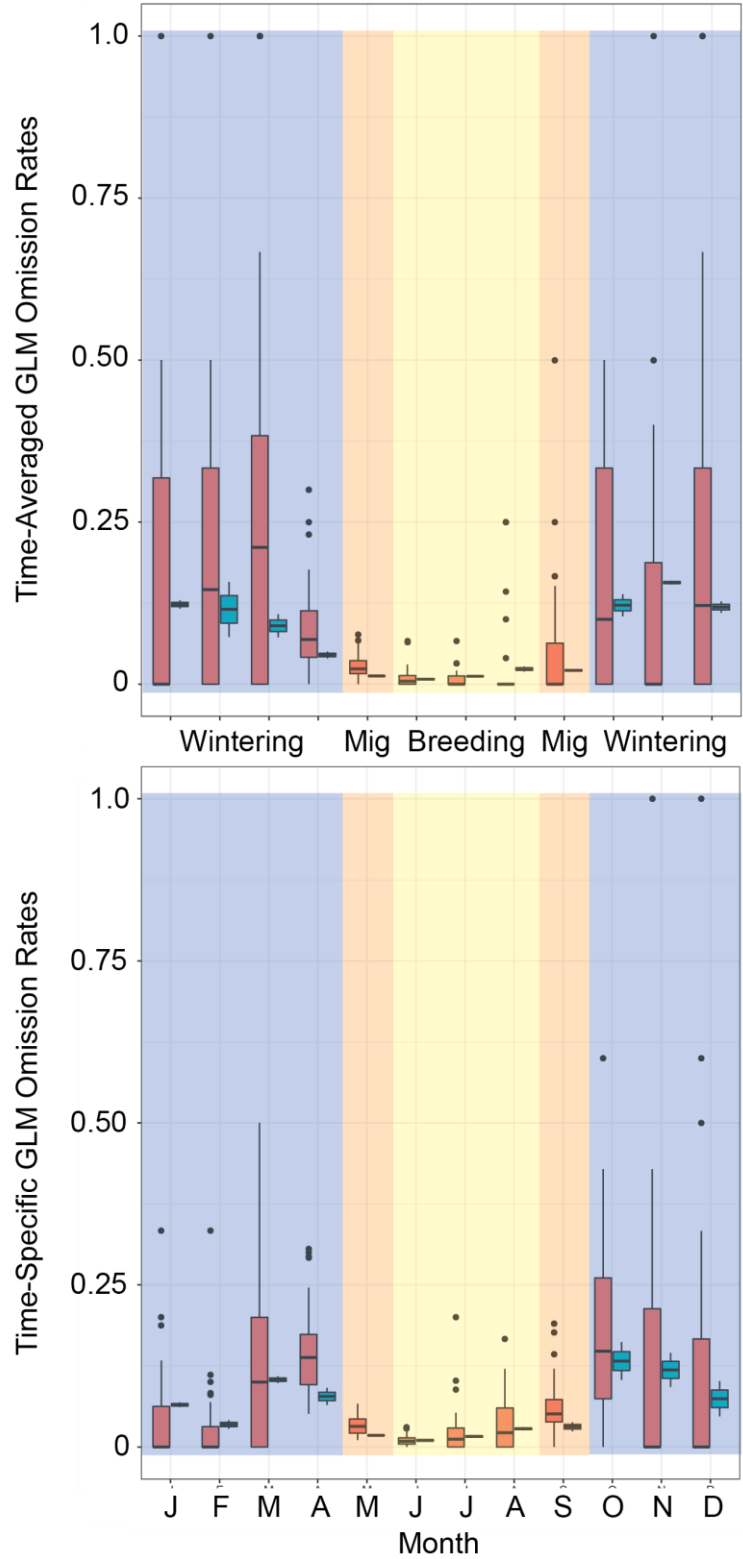 Time-Averaged GLM Omission Rates
1.0
0.75
0.50
0.25
0
Wintering Mig Breeding Mig Wintering
Time-Specific GLM Omission Rates
1.0
0.75
0.50
0.25
0
J F M A M J J A S O N D
Month